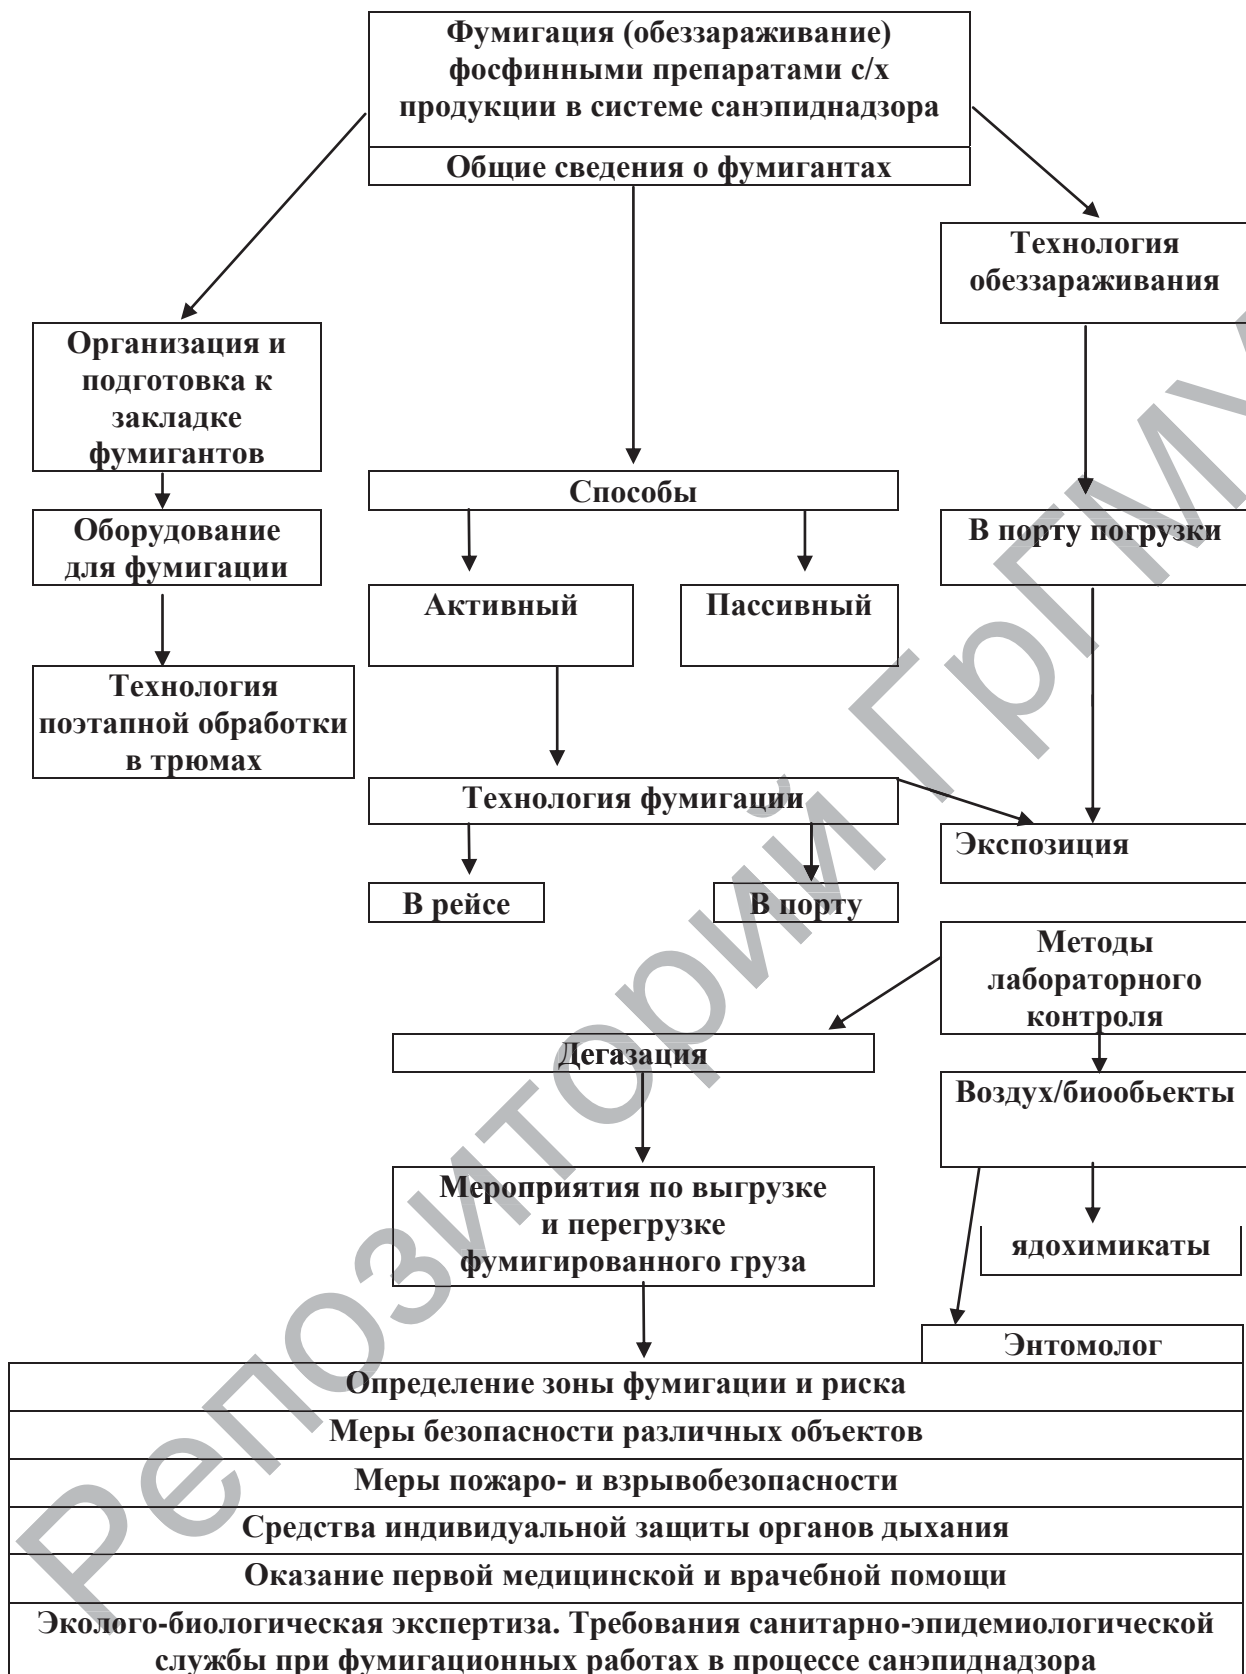 Фумигация (обеззараживание)
фосфинными препаратами с/х
продукции в системе санэпиднадзора
Общие сведения о фумигантах
Технология
обеззараживания
Организация и
подготовка к
закладке
фумигантов
Способы
Оборудование
для фумигации
В порту погрузки
Активный
Пассивный
Технология
поэтапной обработки
в трюмах
Технология фумигации
Экспозиция
В рейсе
В порту
Методы
лабораторного
контроля
Дегазация
Воздух/биообьекты
Мероприятия по выгрузке
и перегрузке
фумигированного груза
ядохимикаты
Энтомолог
Определение зоны фумигации и риска
Меры безопасности различных объектов
Меры пожаро- и взрывобезопасности
Средства индивидуальной защиты органов дыхания
Оказание первой медицинской и врачебной помощи
Эколого-биологическая экспертиза. Требования санитарно-эпидемиологической
службы при фумигационных работах в процессе санэпиднадзора
Репозиторий ГрГМУ